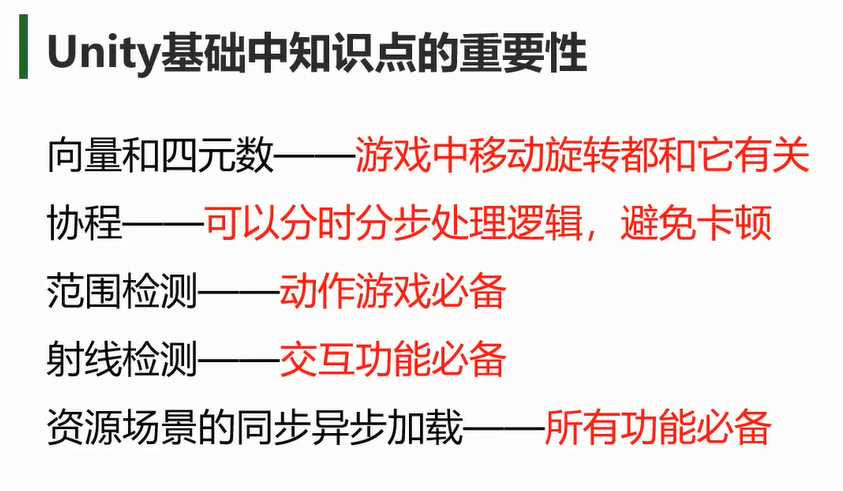 Unity基础中知识点的重要性
向量和四元数——游戏中移动旋转都和它有关
协程——可以分时分步处理逻辑，避免卡顿
范围检测——动作游戏必备
射线检测——交互功能必备
资源场景的同步异步加载——所有功能必备